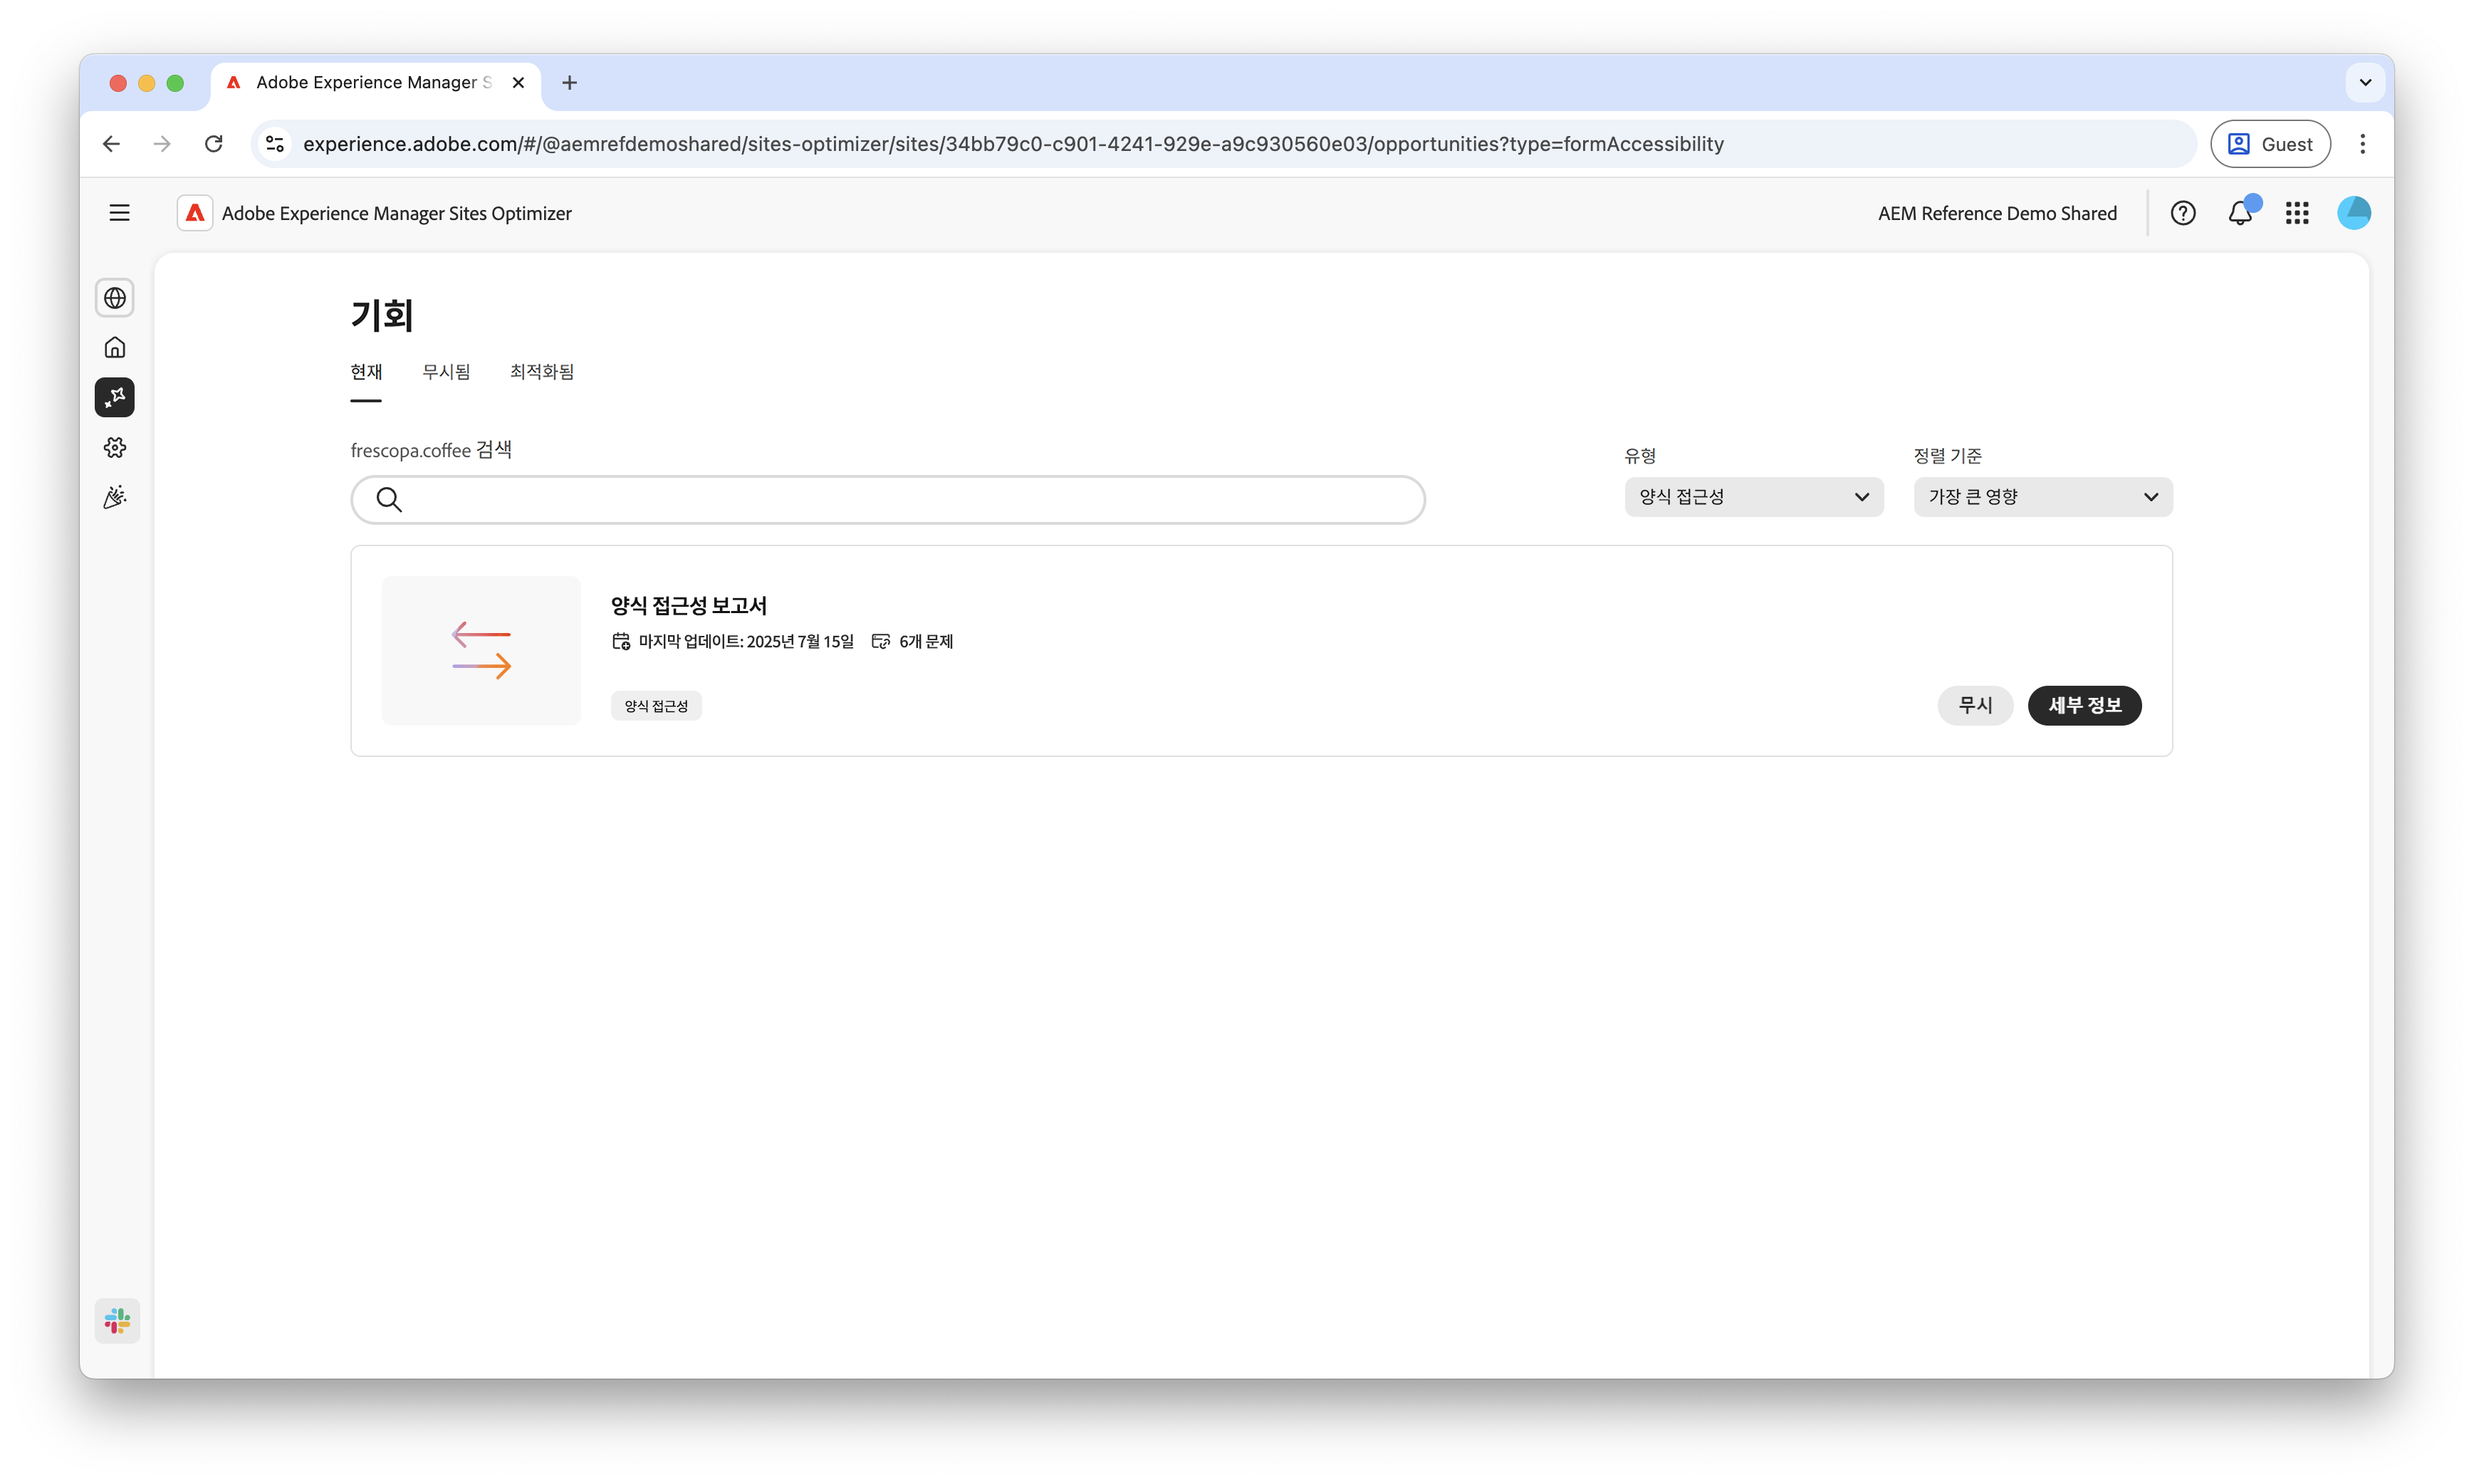 Adobe Experience Manager S
experience.adobe.com/#/@aemrefdemoshared/sites-optimizer/sites/34bb79c0-c901-4241-929e-a9c930560e03/opportunities?type=formAccessibility
Guest
Adobe Experience Manager Sites Optimizer
AEM Reference Demo Shared
기회
현재 무시됨 최적화됨
frescopa.coffee 검색
유형 정렬 기준
양식 접근성 가장 큰 영향
양식 접근성 보고서
마지막 업데이트: 2025년 7월 15일 6개 문제
양식 접근성
무시 세부 정보